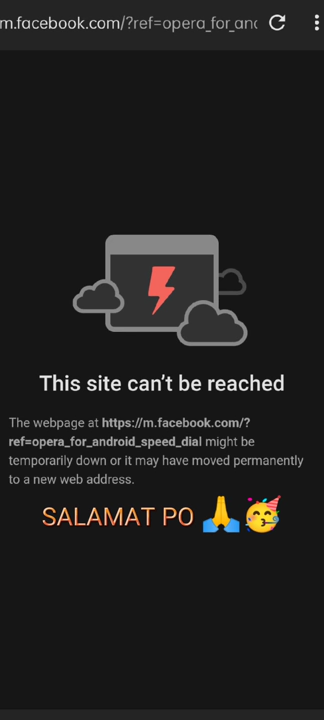 m.facebook.com/?ref=opera_for_and
This site can’t be reached
The webpage at https://m.facebook.com/?
ref=opera_for_android_speed_dial might be
temporarily down or it may have moved permanently
to a new web address.
SALAMAT PO 🙏🥳